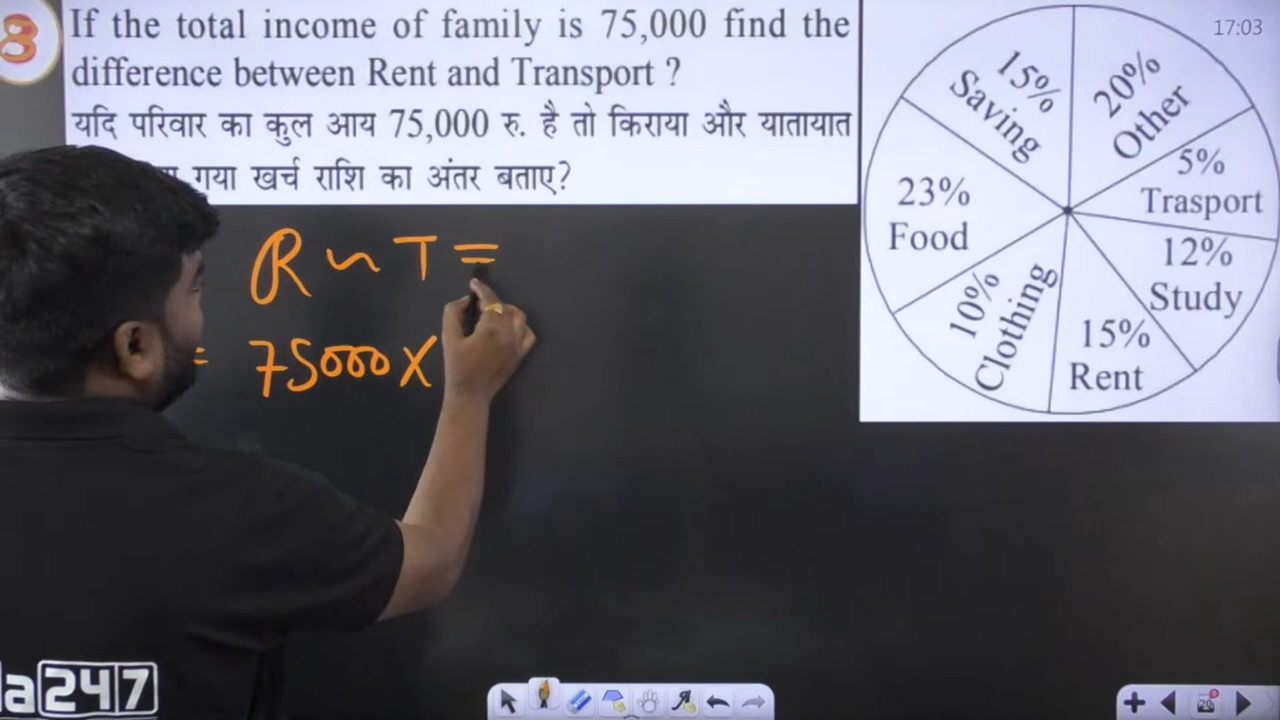 8
If the total income of family is 75,000 find the
difference between Rent and Transport ?
यदि परिवार का कुल आय 75,000 रु. है तो किराया और यातायात
गया खर्च राशि का अंतर बताए?
17:03
15%
Saving
20%
Other
5%
Trasport
23%
Food
12%
Study
10%
Clothing
15%
Rent
R ~ T =
= 75000 X
a247
20